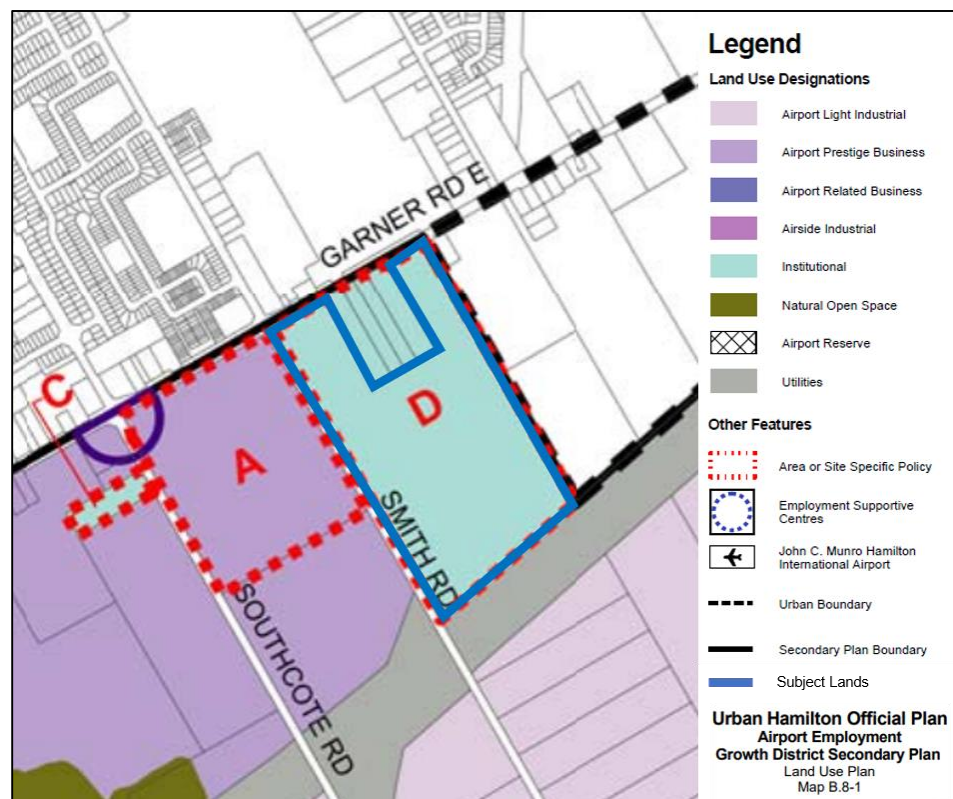 GARNER RD E
C
A
D
SMITH RD
SOUTHCOTE RD
Legend
Land Use Designations
Airport Light Industrial
Airport Prestige Business
Airport Related Business
Airside Industrial
Institutional
Natural Open Space
Airport Reserve
Utilities
Other Features
Area or Site Specific Policy
Employment Supportive
Centres
John C. Munro Hamilton
International Airport
Urban Boundary
Secondary Plan Boundary
Subject Lands
Urban Hamilton Official Plan
Airport Employment
Growth District Secondary Plan
Land Use Plan
Map B.8-1